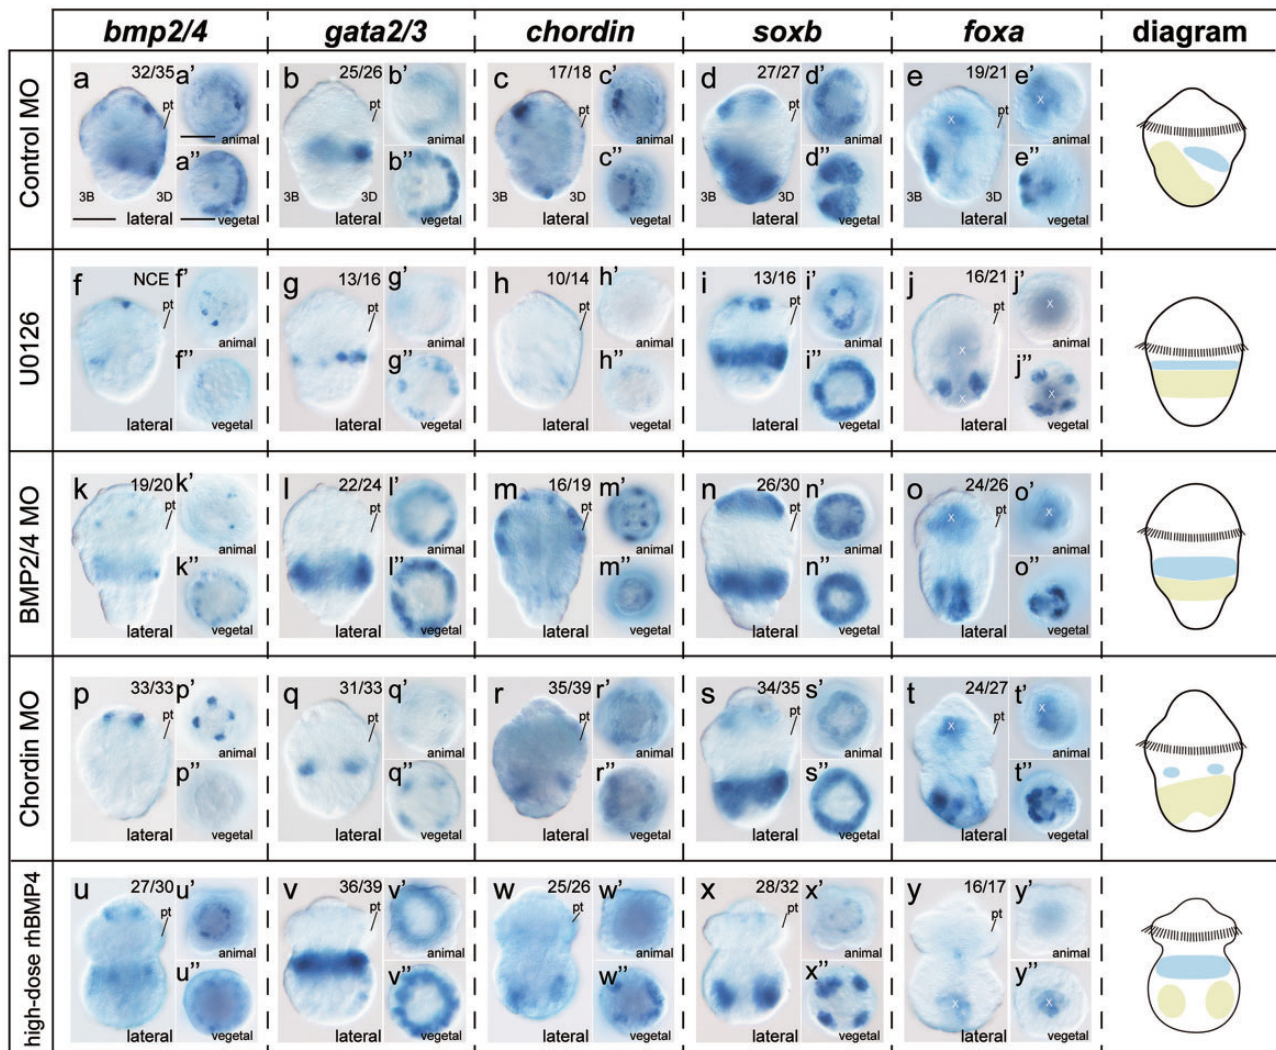 bmp2/4 gata2/3 chordin soxb foxa diagram
Control MO
a 32/35 a’ pt animal a” 3B 3D lateral vegetal
b 25/26 b’ pt animal b” 3B 3D lateral vegetal
c 17/18 c’ pt animal c” 3B 3D lateral vegetal
d 27/27 d’ pt animal d” 3B 3D lateral vegetal
e 19/21 e’ pt X X animal e” 3B 3D lateral vegetal
U0126
f NCE f’ pt animal f” lateral vegetal
g 13/16 g’ pt animal g” lateral vegetal
h 10/14 h’ pt animal h” lateral vegetal
i 13/16 i’ pt animal i” lateral vegetal
j 16/21 j’ pt X X animal j” X X lateral vegetal
BMP2/4 MO
k 19/20 k’ pt animal k” lateral vegetal
l 22/24 l’ pt animal l” lateral vegetal
m 16/19 m’ pt animal m” lateral vegetal
n 26/30 n’ pt animal n” lateral vegetal
o 24/26 o’ pt X X animal o” lateral vegetal
Chordin MO
p 33/33 p’ pt animal p” lateral vegetal
q 31/33 q’ pt animal q” lateral vegetal
r 35/39 r’ pt animal r” lateral vegetal
s 34/35 s’ pt animal s” lateral vegetal
t 24/27 t’ pt X X animal t” lateral vegetal
high-dose rhBMP4
u 27/30 u’ pt animal u” lateral vegetal
v 36/39 v’ pt animal v” lateral vegetal
w 25/26 w’ pt animal w” lateral vegetal
x 28/32 x’ pt animal x” lateral vegetal
y 16/17 y’ pt animal y” X X lateral vegetal